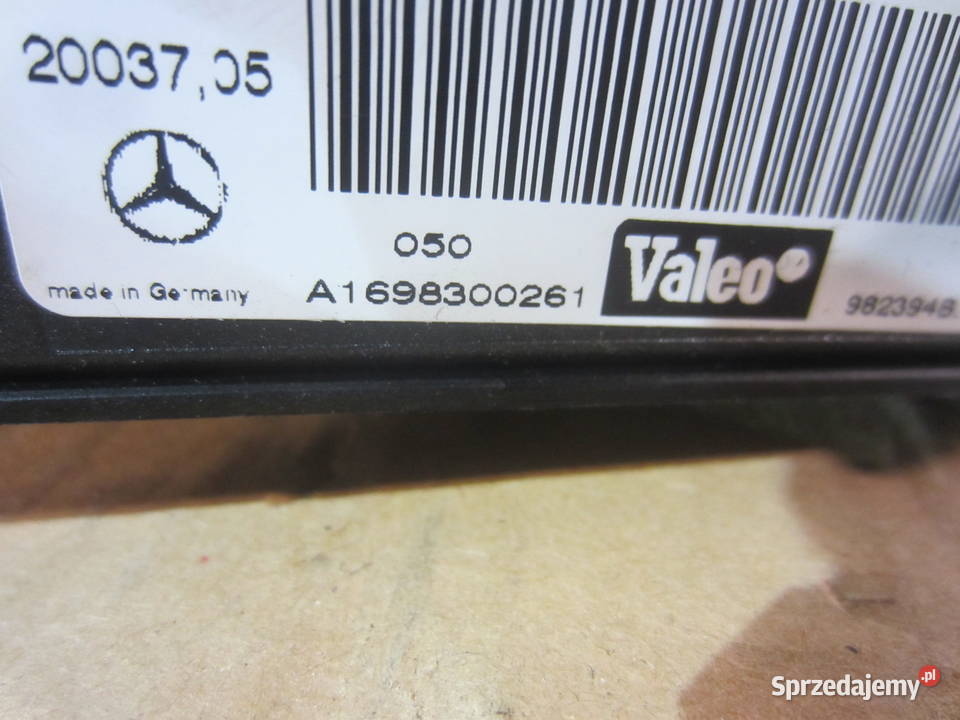 20037,05
made in Germany
050
A1698300261
Valeo
Sprzedajemy.pl